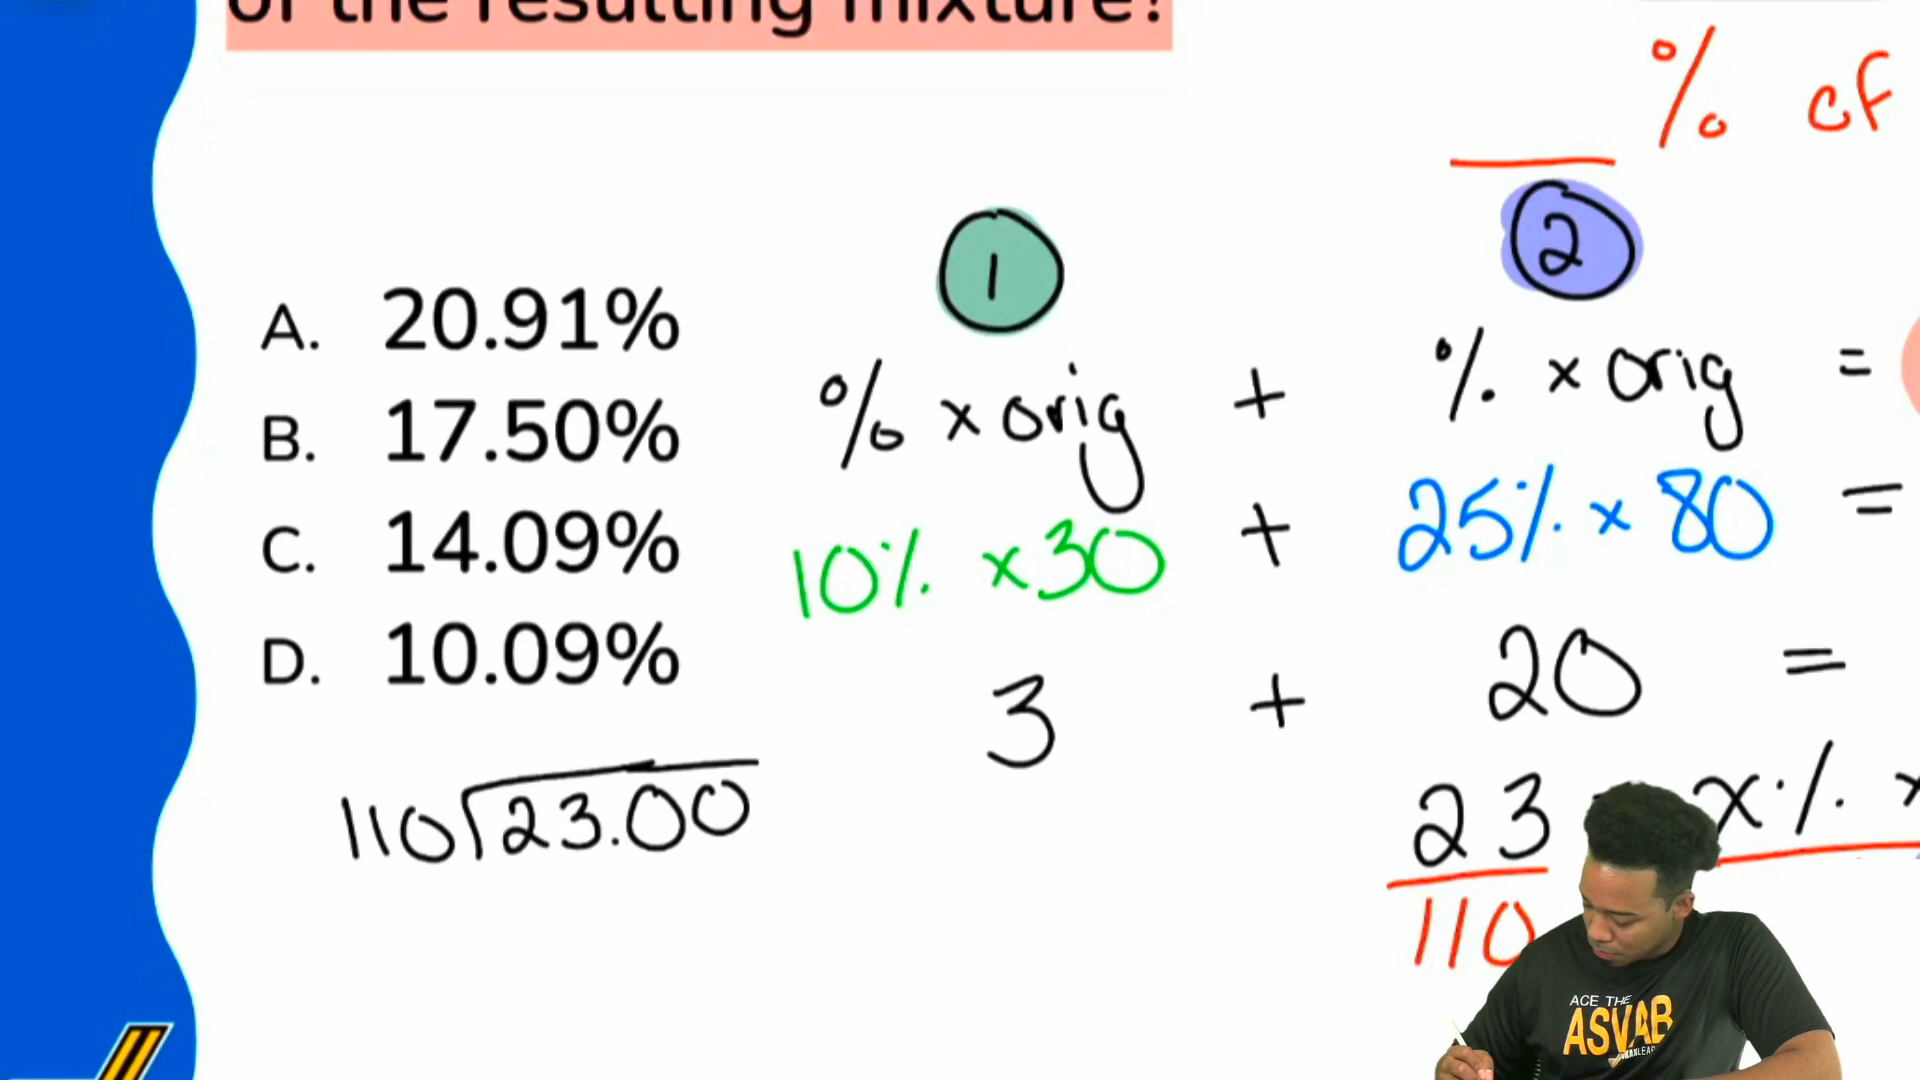 of the resulting mixture?
% of
1
2
A. 20.91%
B. 17.50%
C. 14.09%
D. 10.09%
% x orig + % x orig =
10% x 30 + 25% x 80 =
3 + 20 =
110 23.00
23 x % x
110
ACE THE
ASVAB